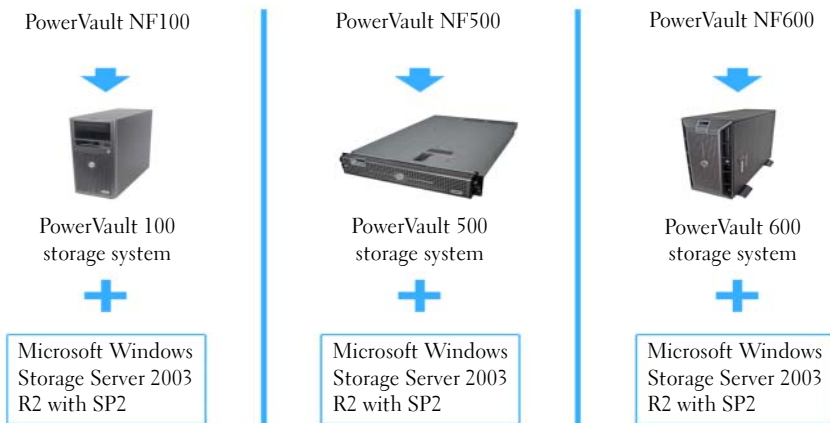 PowerVault NF100
PowerVault 100
storage system
Microsoft Windows
Storage Server 2003
R2 with SP2
PowerVault NF500
PowerVault 500
storage system
Microsoft Windows
Storage Server 2003
R2 with SP2
PowerVault NF600
PowerVault 600
storage system
Microsoft Windows
Storage Server 2003
R2 with SP2